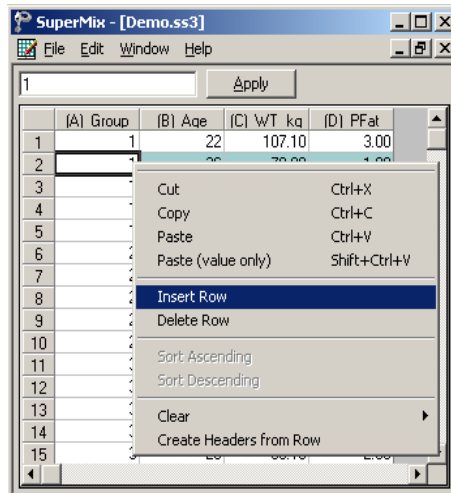 SuperMix - [Demo.ss3]
File Edit Window Help
1 Apply
(A) Group (B) Age (C) WT_kg (D) PFat
1 1 22 107.10 3.00
2
3 Cut Ctrl+X
4 Copy Ctrl+C
5 Paste Ctrl+V
6 Paste (value only) Shift+Ctrl+V
7
8 Insert Row
9 Delete Row
10
11 Sort Ascending
12 Sort Descending
13
Clear
14 Create Headers from Row
15